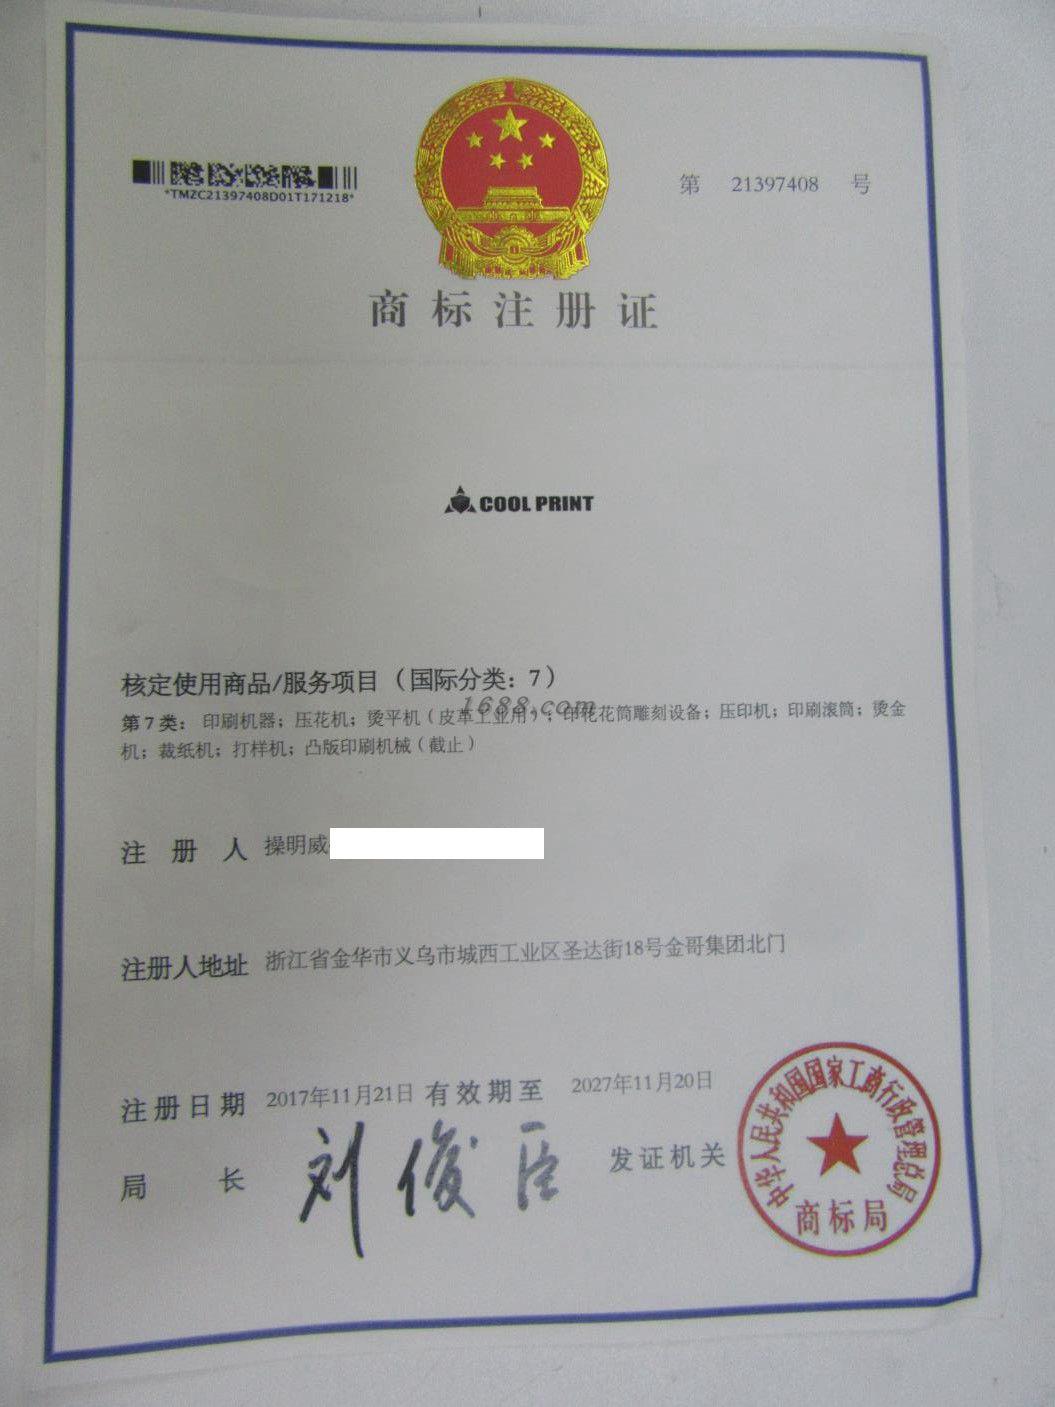 *TMZC21397408D01T171218*
第 21397408 号
商标注册证
COOL PRINT
核定使用商品/服务项目（国际分类：7）
1688.com
第7类：印刷机器；压花机；烫平机（皮革工业用）；印花花筒雕刻设备；压印机；印刷滚筒；烫金
机；裁纸机；打样机；凸版印刷机械（截止）
注册人 操明威
注册人地址 浙江省金华市义乌市城西工业区圣达街18号金哥集团北门
注册日期 2017年11月21日 有效期至 2027年11月20日
局长 刘俊臣 发证机关
中华人民共和国国家工商行政管理总局
商标局